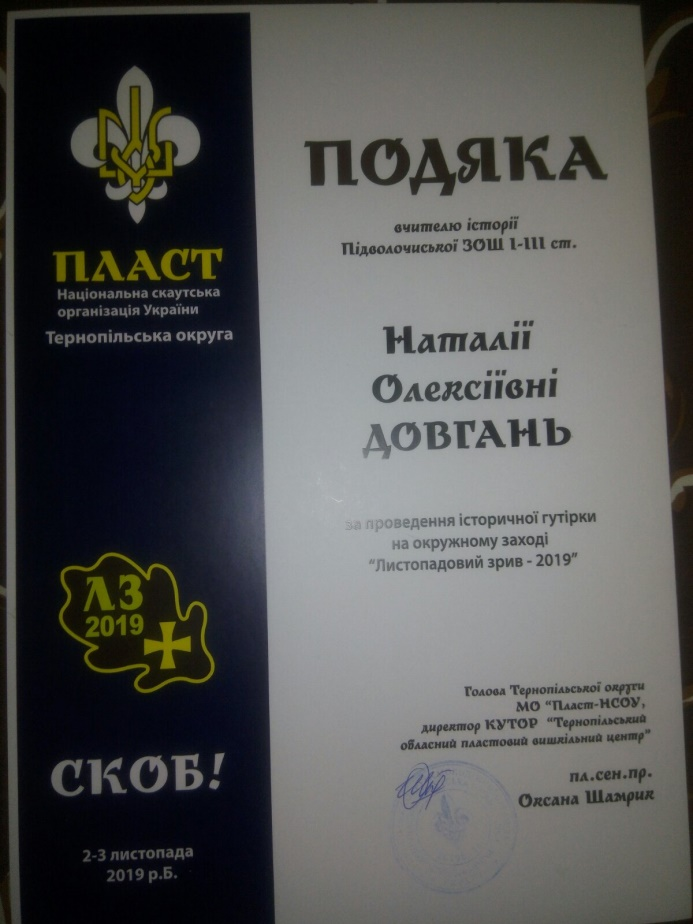 ПЛАСТ
Національна скаутська
організація України
Тернопільська округа
ЛЗ
2019
СКОБ!
2-3 листопада
2019 р.Б.
ПОДЯКА
вчителю історії
Підволочиської ЗОШ І-ІІІ ст.
Наталії
Олексіївні
ДОВГАНЬ
за проведення історичної гутірки
на окружному заході
“Листопадовий зрив - 2019”
Голова Тернопільської округи
МО “Пласт-НСОУ,
директор КУТОР “Тернопільський
обласний пластовий вишкільний центр”
пл.сен.пр.
Оксана Шамрик